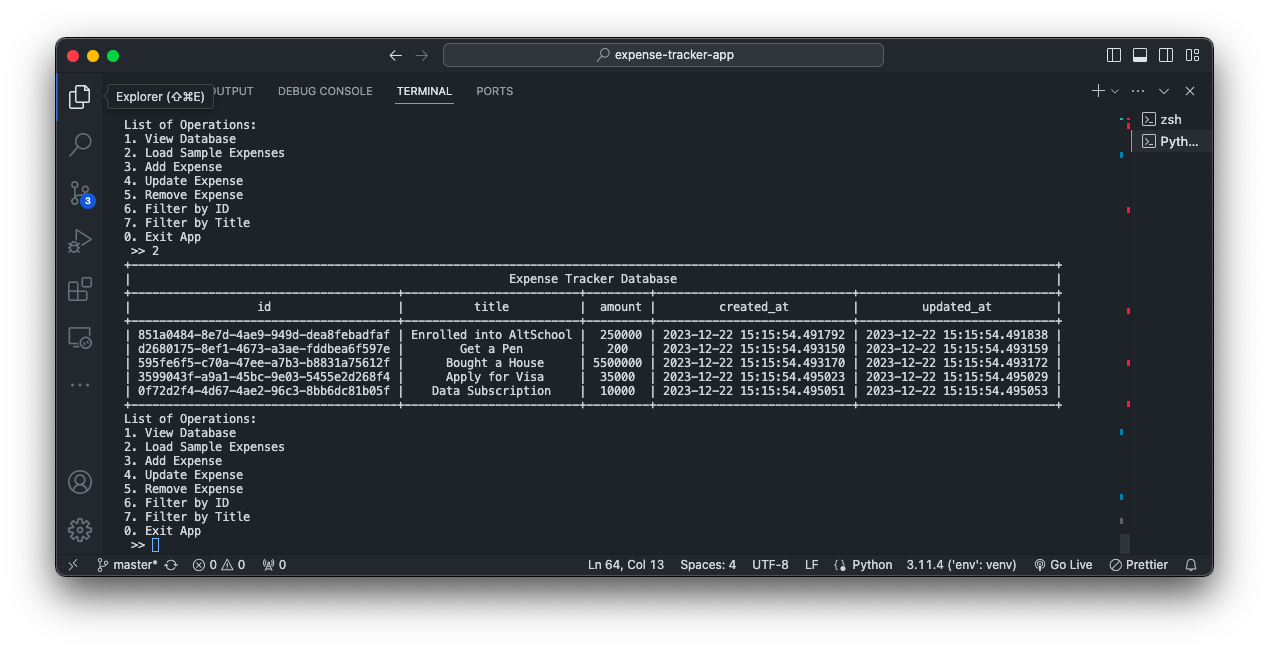 expense-tracker-app
Explorer (⇧⌘E)
UTPUT DEBUG CONSOLE TERMINAL PORTS
zsh
Pyth...
3
List of Operations:
1. View Database
2. Load Sample Expenses
3. Add Expense
4. Update Expense
5. Remove Expense
6. Filter by ID
7. Filter by Title
0. Exit App
>> 2
Expense Tracker Database
| id | title | amount | created_at | updated_at |
| 851a0484-8e7d-4ae9-949d-dea8febadfaf | Enrolled into AltSchool | 250000 | 2023-12-22 15:15:54.491792 | 2023-12-22 15:15:54.491838 |
| d2680175-8ef1-4673-a3ae-fddbea6f597e | Get a Pen | 200 | 2023-12-22 15:15:54.493150 | 2023-12-22 15:15:54.493159 |
| 595fe6f5-c70a-47ee-a7b3-b8831a75612f | Bought a House | 5500000 | 2023-12-22 15:15:54.493170 | 2023-12-22 15:15:54.493172 |
| 3599043f-a9a1-45bc-9e03-5455e2d268f4 | Apply for Visa | 35000 | 2023-12-22 15:15:54.495023 | 2023-12-22 15:15:54.495029 |
| 0f72d2f4-4d67-4ae2-96c3-8bb6dc81b05f | Data Subscription | 10000 | 2023-12-22 15:15:54.495051 | 2023-12-22 15:15:54.495053 |
List of Operations:
1. View Database
2. Load Sample Expenses
3. Add Expense
4. Update Expense
5. Remove Expense
6. Filter by ID
7. Filter by Title
0. Exit App
>>
master* 0 0 0 Ln 64, Col 13 Spaces: 4 UTF-8 LF Python 3.11.4 ('env': venv) Go Live Prettier